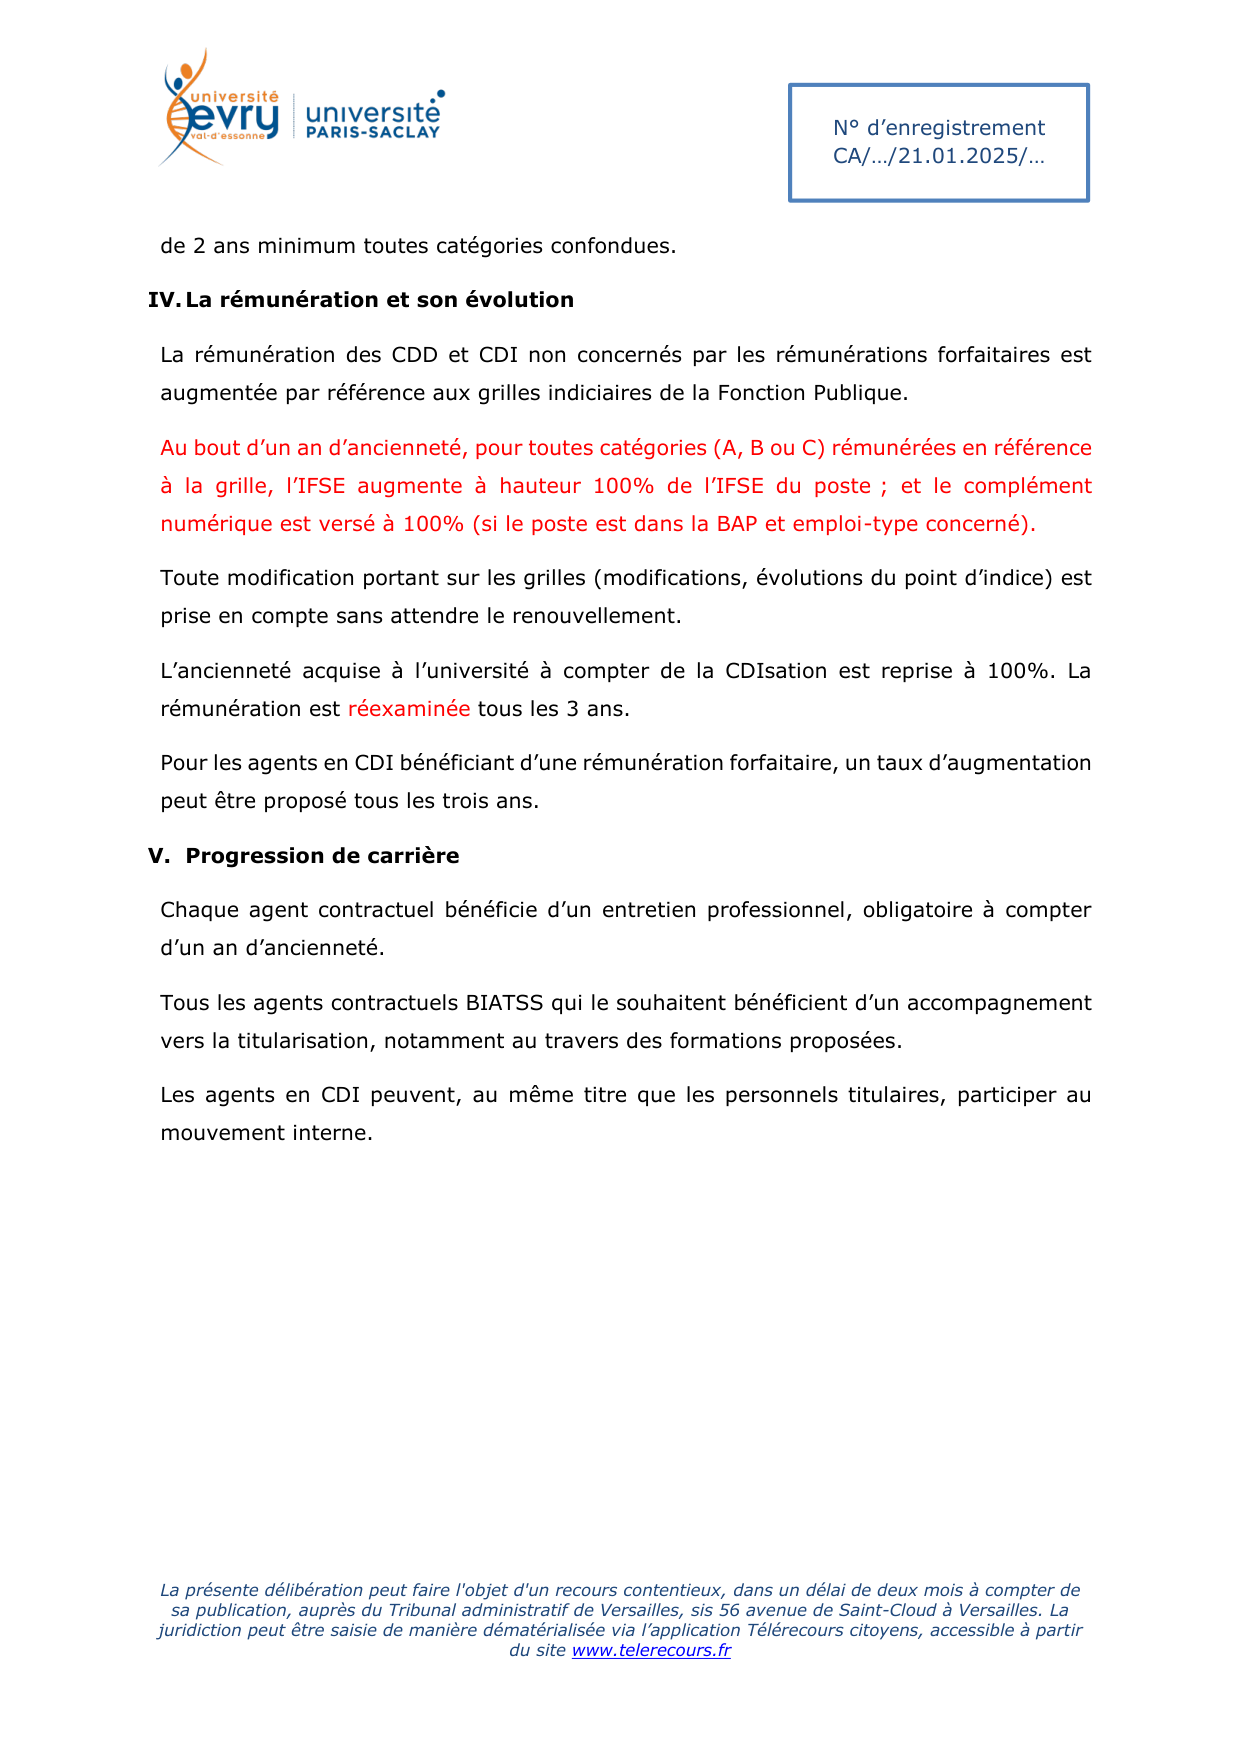 université
evry
val-d'essonne
université
PARIS-SACLAY
N° d’enregistrement
CA/…/21.01.2025/…
de 2 ans minimum toutes catégories confondues.
IV. La rémunération et son évolution
La rémunération des CDD et CDI non concernés par les rémunérations forfaitaires est
augmentée par référence aux grilles indiciaires de la Fonction Publique.
Au bout d’un an d’ancienneté, pour toutes catégories (A, B ou C) rémunérées en référence
à la grille, l’IFSE augmente à hauteur 100% de l’IFSE du poste ; et le complément
numérique est versé à 100% (si le poste est dans la BAP et emploi-type concerné).
Toute modification portant sur les grilles (modifications, évolutions du point d’indice) est
prise en compte sans attendre le renouvellement.
L’ancienneté acquise à l’université à compter de la CDIsation est reprise à 100%. La
rémunération est réexaminée tous les 3 ans.
Pour les agents en CDI bénéficiant d’une rémunération forfaitaire, un taux d’augmentation
peut être proposé tous les trois ans.
V. Progression de carrière
Chaque agent contractuel bénéficie d’un entretien professionnel, obligatoire à compter
d’un an d’ancienneté.
Tous les agents contractuels BIATSS qui le souhaitent bénéficient d’un accompagnement
vers la titularisation, notamment au travers des formations proposées.
Les agents en CDI peuvent, au même titre que les personnels titulaires, participer au
mouvement interne.
La présente délibération peut faire l'objet d'un recours contentieux, dans un délai de deux mois à compter de
sa publication, auprès du Tribunal administratif de Versailles, sis 56 avenue de Saint-Cloud à Versailles. La
juridiction peut être saisie de manière dématérialisée via l’application Télérecours citoyens, accessible à partir
du site www.telerecours.fr